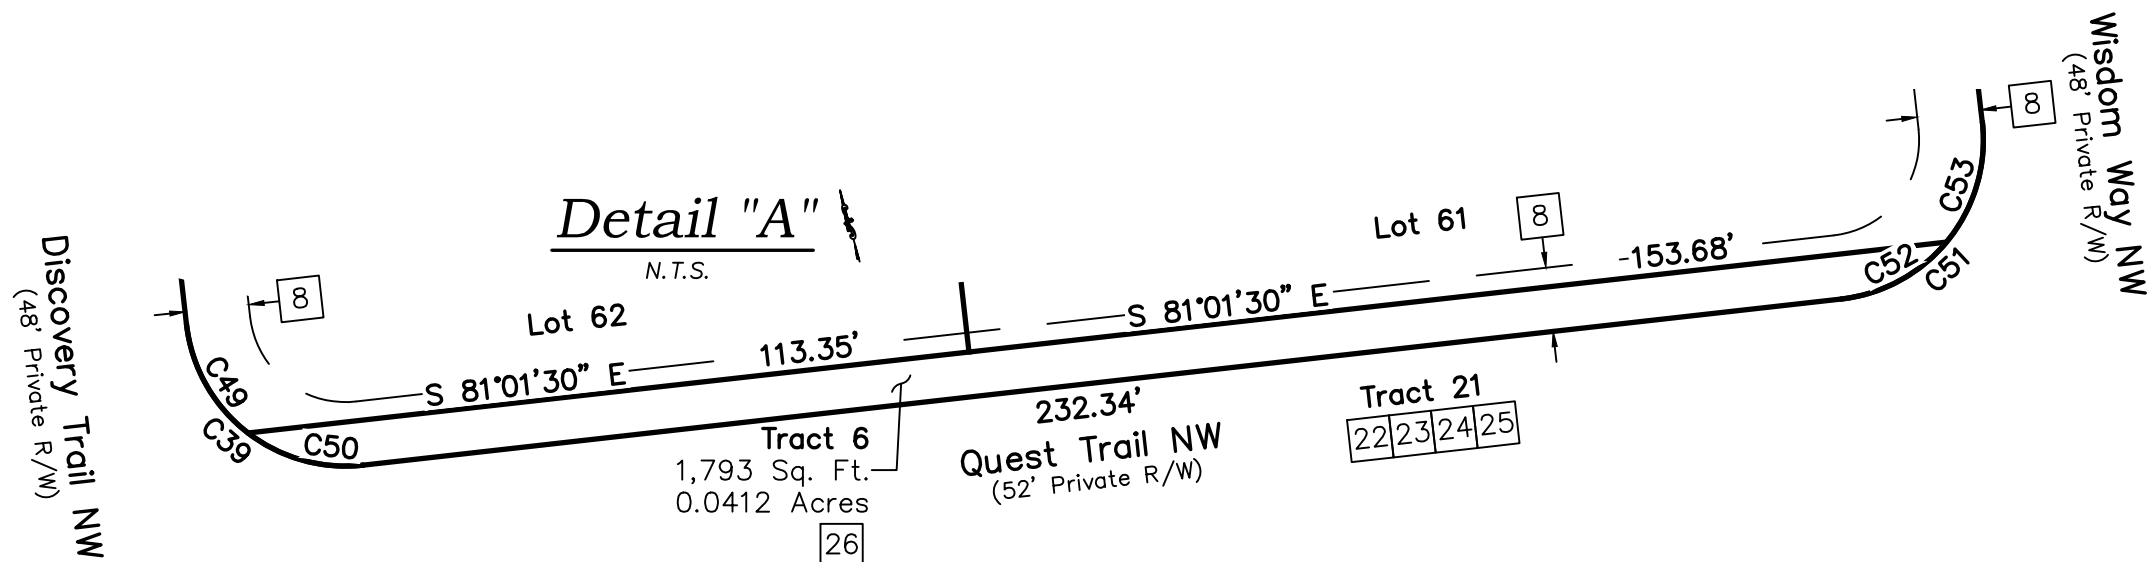 Detail "A"
N.T.S.
Discovery Trail NW
(48' Private R/W)
8
Lot 62
C49
C39
C50
S 81°01'30" E
113.35'
Tract 6
1,793 Sq. Ft.
0.0412 Acres
26
232.34'
Quest Trail NW
(52' Private R/W)
Tract 21
22 23 24 25
Lot 61
8
S 81°01'30" E
153.68'
C52
C51
C53
8
Wisdom Way NW
(48' Private R/W)